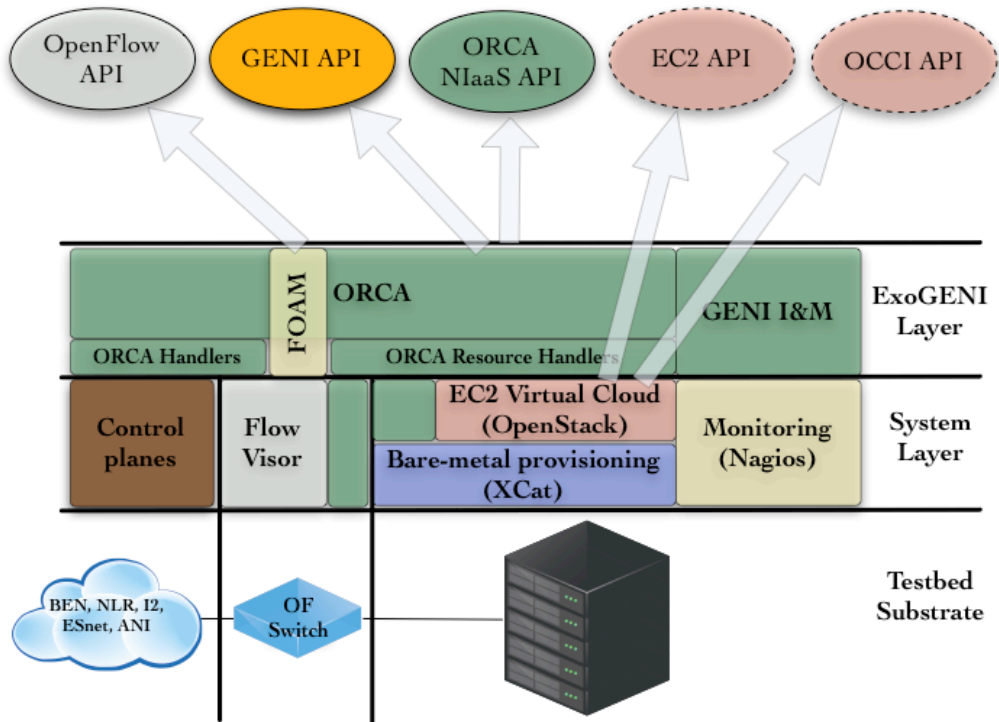 OpenFlow
API
GENI API
ORCA
NIaaS API
EC2 API
OCCI API
FOAM
ORCA
GENI I&M
ExoGENI
Layer
ORCA Handlers
ORCA Resource Handlers
Control
planes
Flow
Visor
EC2 Virtual Cloud
(OpenStack)
Bare-metal provisioning
(XCat)
Monitoring
(Nagios)
System
Layer
BEN, NLR, I2,
ESnet, ANI
OF
Switch
Testbed
Substrate